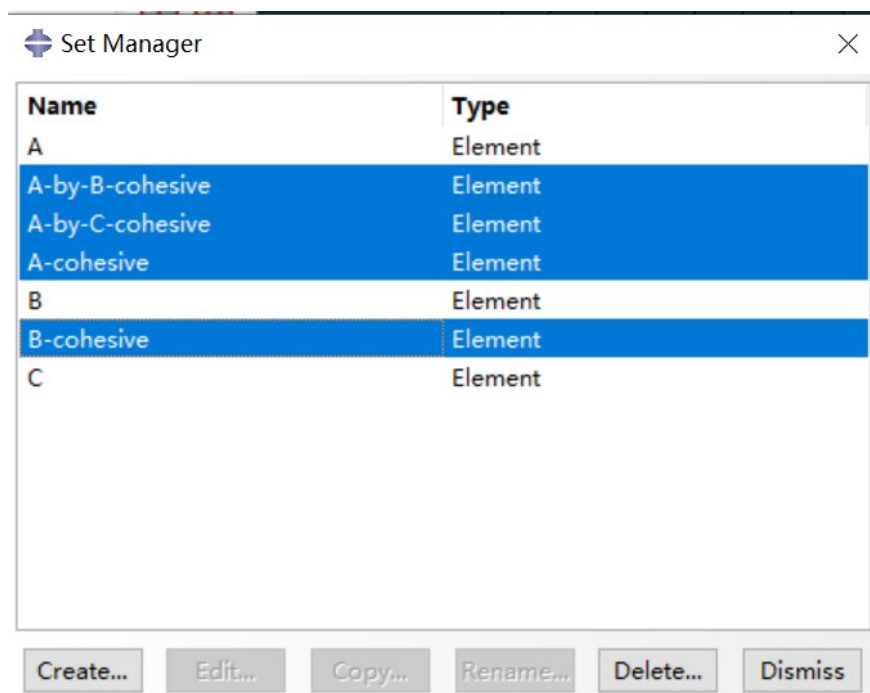 Set Manager
Name Type
A Element
A-by-B-cohesive Element
A-by-C-cohesive Element
A-cohesive Element
B Element
B-cohesive Element
C Element
Create... Edit... Copy... Rename... Delete... Dismiss